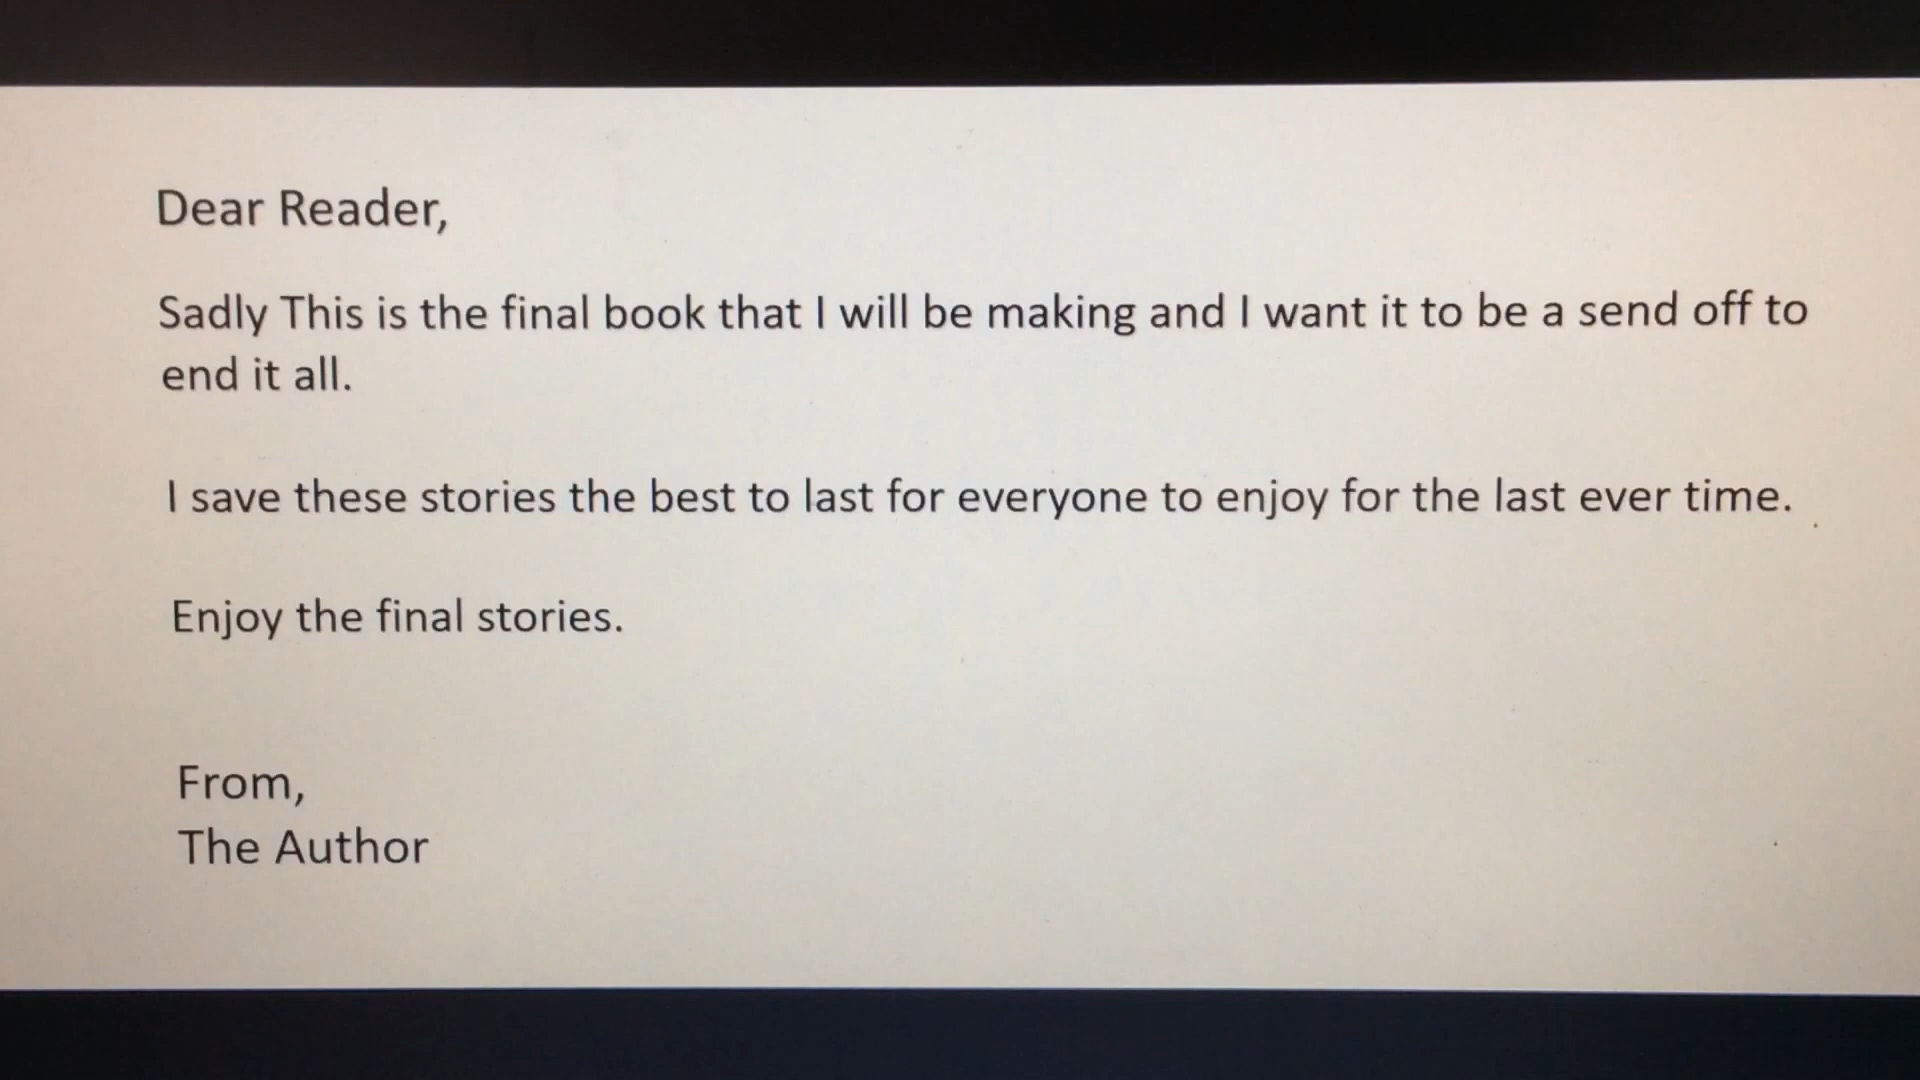 Dear Reader,
Sadly This is the final book that I will be making and I want it to be a send off to
end it all.
I save these stories the best to last for everyone to enjoy for the last ever time.
Enjoy the final stories.
From,
The Author